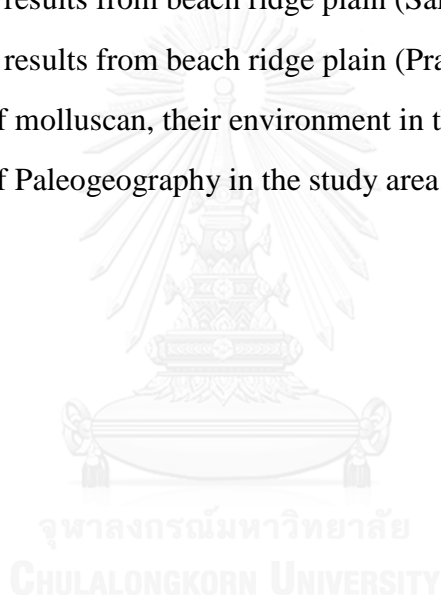 results from beach ridge plain (Sa
results from beach ridge plain (Pra
f molluscan, their environment in t
f Paleogeography in the study area
จุฬาลงกรณ์มหาวิทยาลัย
CHULALONGKORN UNIVERSITY